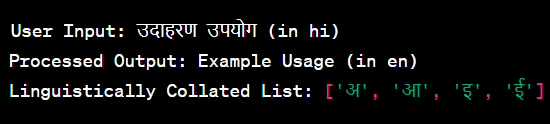 User Input: उदाहरण उपयोग (in hi)
Processed Output: Example Usage (in en)
Linguistically Collated List: ['अ', 'आ', 'इ', 'ई']